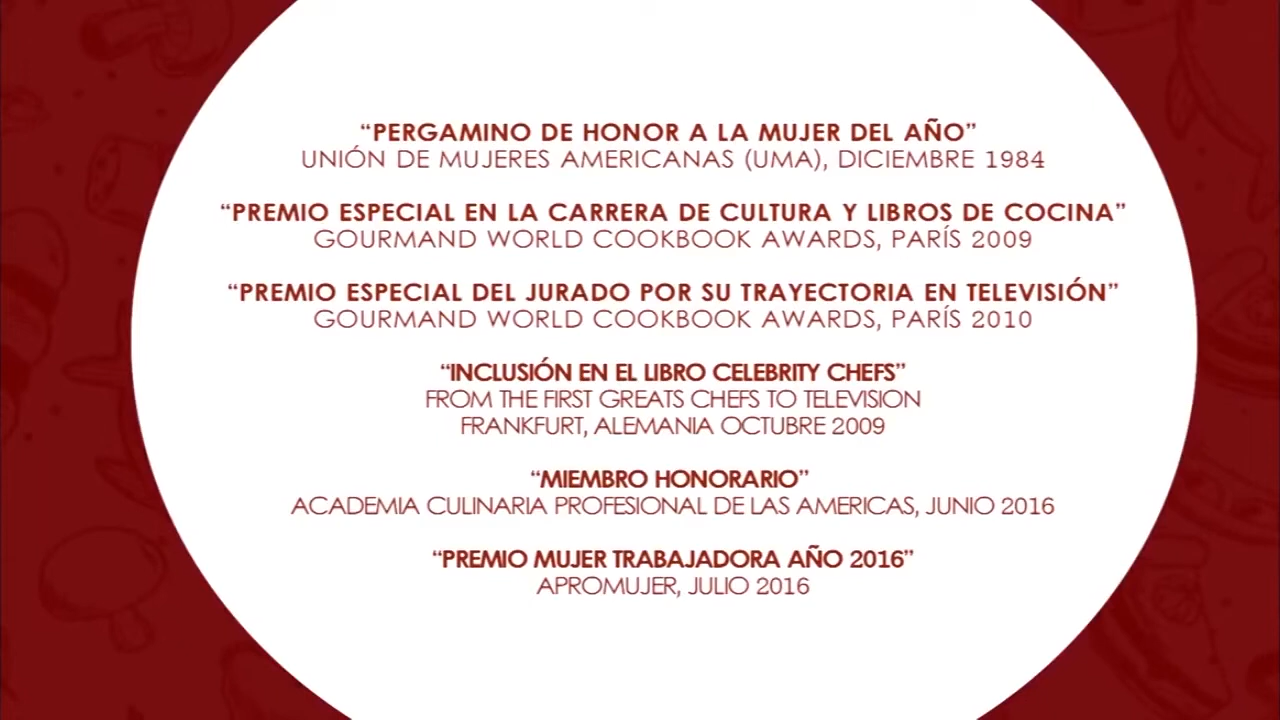 “PERGAMINO DE HONOR A LA MUJER DEL AÑO”
UNIÓN DE MUJERES AMERICANAS (UMA), DICIEMBRE 1984
“PREMIO ESPECIAL EN LA CARRERA DE CULTURA Y LIBROS DE COCINA”
GOURMAND WORLD COOKBOOK AWARDS, PARÍS 2009
“PREMIO ESPECIAL DEL JURADO POR SU TRAYECTORIA EN TELEVISIÓN”
GOURMAND WORLD COOKBOOK AWARDS, PARÍS 2010
“INCLUSIÓN EN EL LIBRO CELEBRITY CHEFS”
FROM THE FIRST GREATS CHEFS TO TELEVISION
FRANKFURT, ALEMANIA OCTUBRE 2009
“MIEMBRO HONORARIO”
ACADEMIA CULINARIA PROFESIONAL DE LAS AMERICAS, JUNIO 2016
“PREMIO MUJER TRABAJADORA AÑO 2016”
APROMUJER, JULIO 2016